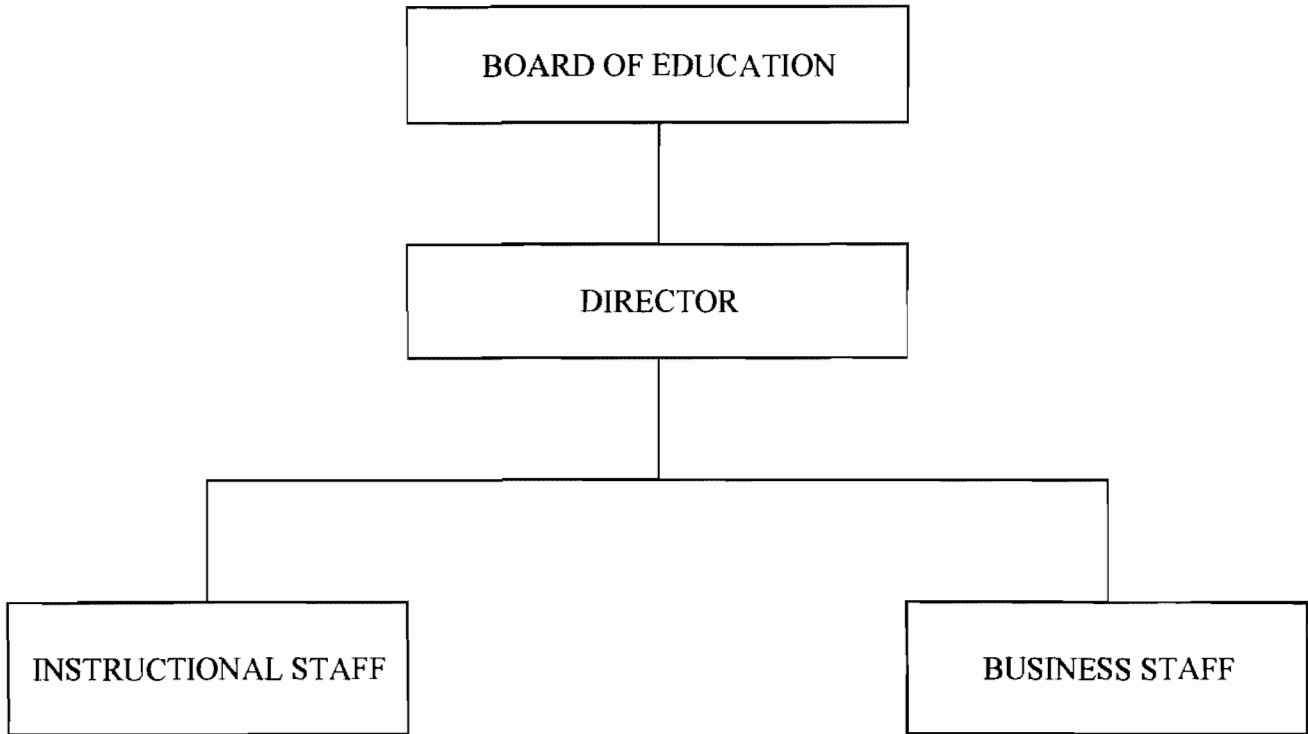 BOARD OF EDUCATION
DIRECTOR
INSTRUCTIONAL STAFF
BUSINESS STAFF